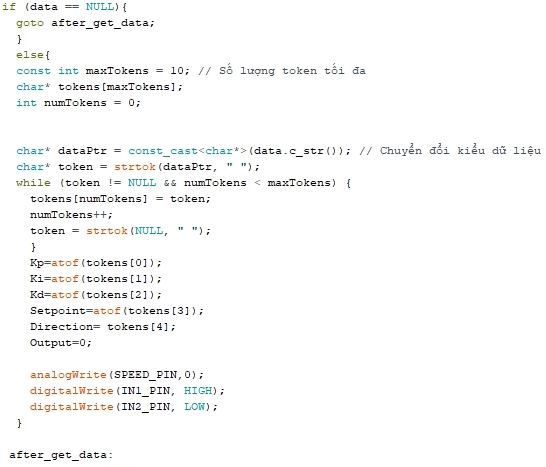 if (data == NULL){
goto after_get_data;
}
else{
const int maxTokens = 10; // Số lượng token tối đa
char* tokens[maxTokens];
int numTokens = 0;
char* dataPtr = const_cast<char*>(data.c_str()); // Chuyển đổi kiểu dữ liệu
char* token = strtok(dataPtr, " ");
while (token != NULL && numTokens < maxTokens) {
tokens[numTokens] = token;
numTokens++;
token = strtok(NULL, " ");
}
Kp=atof(tokens[0]);
Ki=atof(tokens[1]);
Kd=atof(tokens[2]);
Setpoint=atof(tokens[3]);
Direction= tokens[4];
Output=0;
analogWrite(SPEED_PIN,0);
digitalWrite(IN1_PIN, HIGH);
digitalWrite(IN2_PIN, LOW);
}
after_get_data: